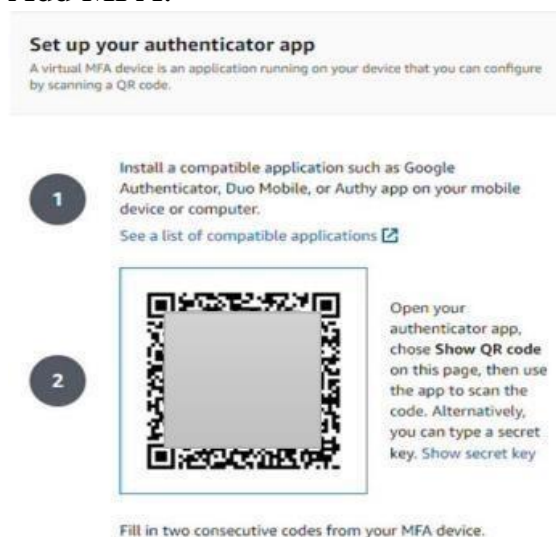 Set up your authenticator app
A virtual MFA device is an application running on your device that you can configure
by scanning a QR code.
1
Install a compatible application such as Google
Authenticator, Duo Mobile, or Authy app on your mobile
device or computer.
See a list of compatible applications
2
Open your
authenticator app,
chose Show QR code
on this page, then use
the app to scan the
code. Alternatively,
you can type a secret
key. Show secret key
Fill in two consecutive codes from your MFA device.